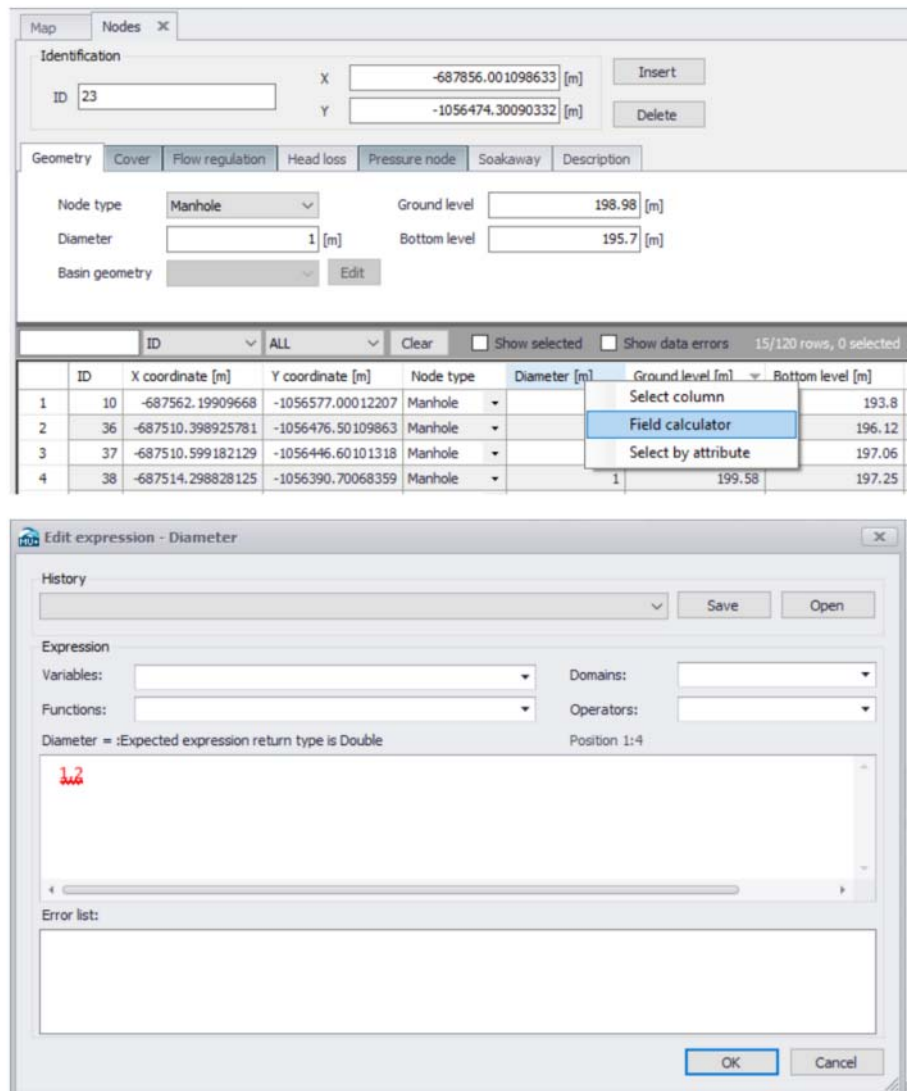 Map Nodes
Identification
ID 23 X -687856.001098633 [m] Insert
Y -1056474.30090332 [m] Delete
Geometry Cover Flow regulation Head loss Pressure node Soakaway Description
Node type Manhole Ground level 198.98 [m]
Diameter 1 [m] Bottom level 195.7 [m]
Basin geometry Edit
ID ALL Clear Show selected Show data errors 15/120 rows, 0 selected
ID X coordinate [m] Y coordinate [m] Node type Diameter [m] Ground level [m] Bottom level [m]
1 10 -687562.19909668 -1056577.00012207 Manhole Select column 193.8
2 36 -687510.398925781 -1056476.50109863 Manhole Field calculator 196.12
3 37 -687510.599182129 -1056446.60101318 Manhole Select by attribute 197.06
4 38 -687514.298828125 -1056390.70068359 Manhole 1 199.58 197.25
Edit expression - Diameter
History
Save Open
Expression
Variables: Domains:
Functions: Operators:
Diameter = :Expected expression return type is Double Position 1:4
1.2
Error list:
OK Cancel